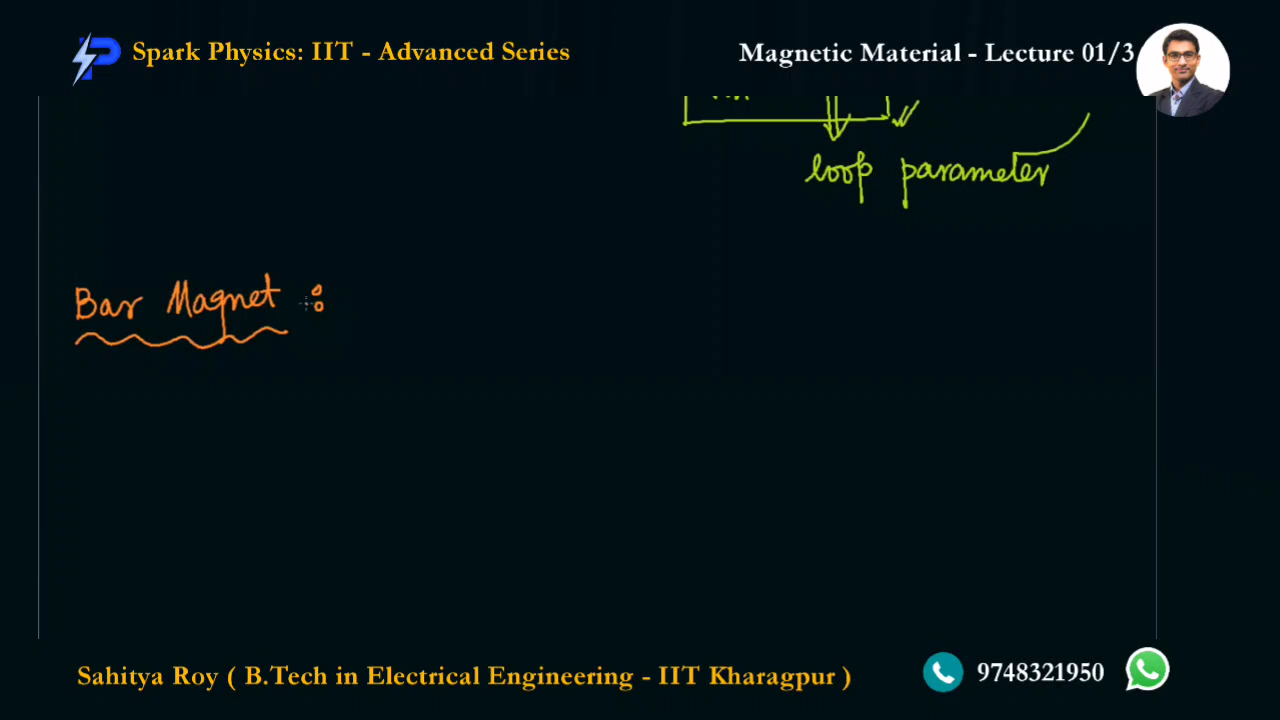 Spark Physics: IIT - Advanced Series
Magnetic Material - Lecture 01/3
loop parameter
Bar Magnet :
Sahitya Roy ( B.Tech in Electrical Engineering - IIT Kharagpur )
9748321950